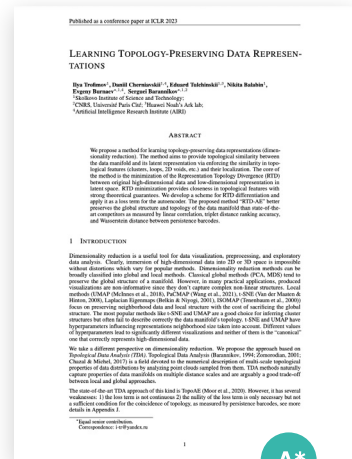 Published as a conference paper at ICLR 2023
LEARNING TOPOLOGY-PRESERVING DATA REPRESEN-
TATIONS
Ilya Trofimov¹, Daniil Cherniavskii¹,⁴, Eduard Tulchinskii¹,³, Nikita Balabin¹,
Evgeny Burnaev*,¹,⁴, Serguei Barannikov*,¹,²
¹Skolkovo Institute of Science and Technology;
²CNRS, Université Paris Cité; ³Huawei Noah's Ark lab;
⁴Artificial Intelligence Research Institute (AIRI)
ABSTRACT
We propose a method for learning topology-preserving data representations (dimen-
sionality reduction). The method aims to provide topological similarity between
the data manifold and its latent representation via enforcing the similarity in topo-
logical features (clusters, loops, 2D voids, etc.) and their localization. The core of
the method is the minimization of the Representation Topology Divergence (RTD)
between original high-dimensional data and low-dimensional representation in
latent space. RTD minimization provides closeness in topological features with
strong theoretical guarantees. We develop a scheme for RTD differentiation and
apply it as a loss term for the autoencoder. The proposed method "RTD-AE" better
preserves the global structure and topology of the data manifold than state-of-the-
art competitors as measured by linear correlation, triplet distance ranking accuracy,
and Wasserstein distance between persistence barcodes.
1 INTRODUCTION
Dimensionality reduction is a useful tool for data visualization, preprocessing, and exploratory
data analysis. Clearly, immersion of high-dimensional data into 2D or 3D space is impossible
without distortions which vary for popular methods. Dimensionality reduction methods can be
broadly classified into global and local methods. Classical global methods (PCA, MDS) tend to
preserve the global structure of a manifold. However, in many practical applications, produced
visualizations are non-informative since they don't capture complex non-linear structures. Local
methods (UMAP (McInnes et al., 2018), PaCMAP (Wang et al., 2021), t-SNE (Van der Maaten &
Hinton, 2008), Laplacian Eigenmaps (Belkin & Niyogi, 2001), ISOMAP (Tenenbaum et al., 2000))
focus on preserving neighborhood data and local structure with the cost of sacrificing the global
structure. The most popular methods like t-SNE and UMAP are a good choice for inferring cluster
structures but often fail to describe correctly the data manifold's topology. t-SNE and UMAP have
hyperparameters influencing representations neighborhood size taken into account. Different values
of hyperparameters lead to significantly different visualizations and neither of them is the "canonical"
one that correctly represents high-dimensional data.
We take a different perspective on dimensionality reduction. We propose the approach based on
Topological Data Analysis (TDA). Topological Data Analysis (Barannikov, 1994; Zomorodian, 2001;
Chazal & Michel, 2017) is a field devoted to the numerical description of multi-scale topological
properties of data distributions by analyzing point clouds sampled from them. TDA methods naturally
capture properties of data manifolds on multiple distance scales and are arguably a good trade-off
between local and global approaches.
The state-of-the-art TDA approach of this kind is TopoAE (Moor et al., 2020). However, it has several
weaknesses: 1) the loss term is not continuous 2) the nullity of the loss term is only necessary but not
a sufficient condition for the coincidence of topology, as measured by persistence barcodes, see more
details in Appendix J.
*Equal senior contribution.
Correspondence: i-tr@yandex.ru
1
A*